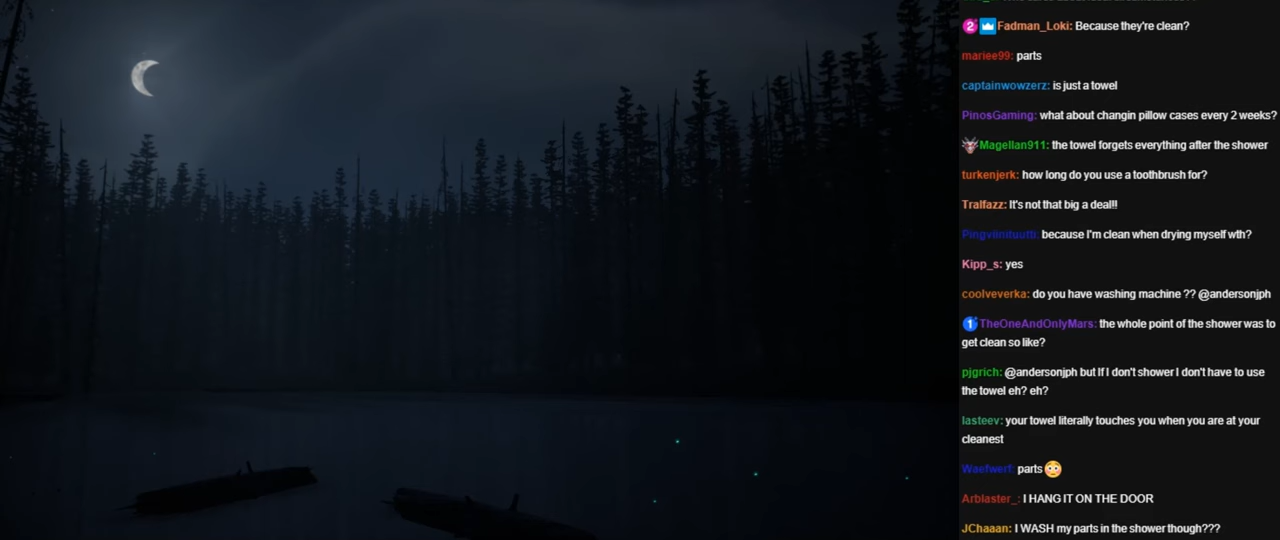 2 Fadman_Loki: Because they're clean?
mariee99: parts
captainwowzerz: is just a towel
PinosGaming: what about changin pillow cases every 2 weeks?
Magellan911: the towel forgets everything after the shower
turkenjerk: how long do you use a toothbrush for?
Tralfazz: It's not that big a deal!!
because I'm clean when drying myself wth?
Kipp_s: yes
coolveverka: do you have washing machine ?? @andersonjph
1 TheOneAndOnlyMars: the whole point of the shower was to
get clean so like?
pjgrich: @andersonjph but If I don't shower I don't have to use
the towel eh? eh?
lasteev: your towel literally touches you when you are at your
cleanest
Waefwerf: parts
Arblaster_: I HANG IT ON THE DOOR
JChaaan: I WASH my parts in the shower though???